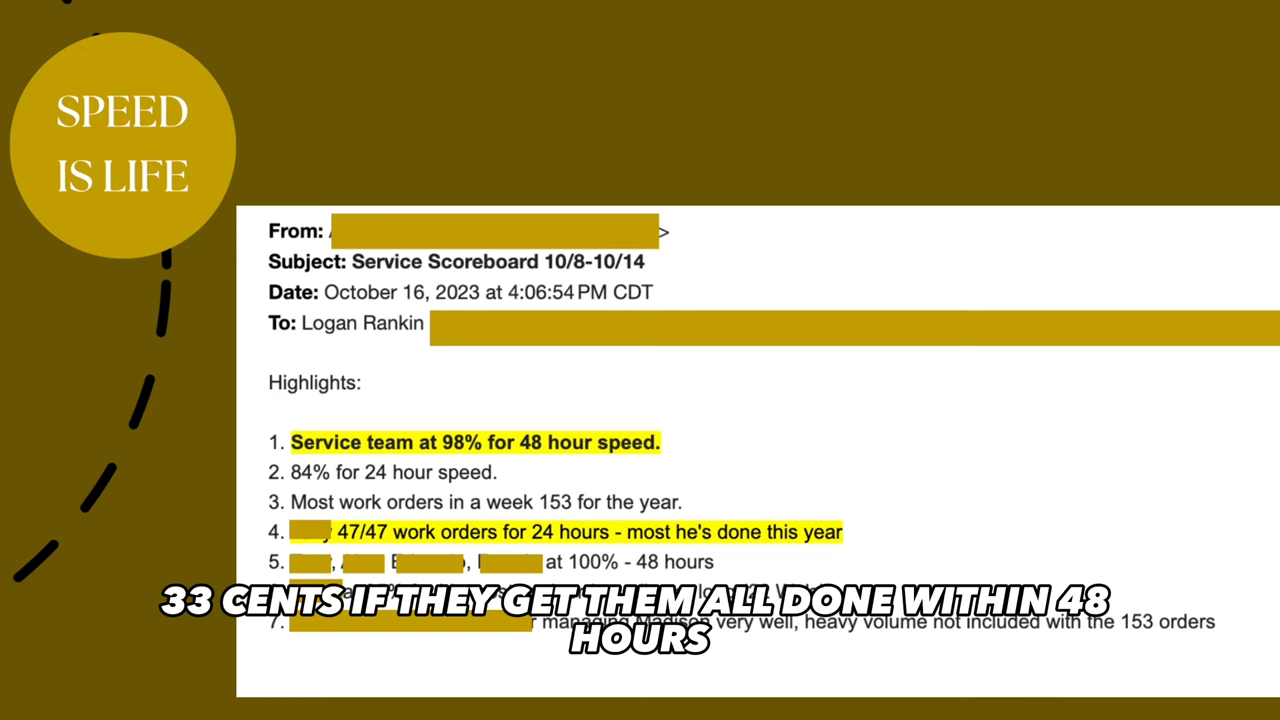 SPEED
IS LIFE
From:
>
Subject: Service Scoreboard 10/8-10/14
Date: October 16, 2023 at 4:06:54 PM CDT
To: Logan Rankin
Highlights:
1. Service team at 98% for 48 hour speed.
2. 84% for 24 hour speed.
3. Most work orders in a week 153 for the year.
4. 47/47 work orders for 24 hours - most he's done this year
5. , , , at 100% - 48 hours
33 CENTS IF THEY GET THEM ALL DONE WITHIN 48
7. managing Madison very well, heavy volume not included with the 153 orders
HOURS